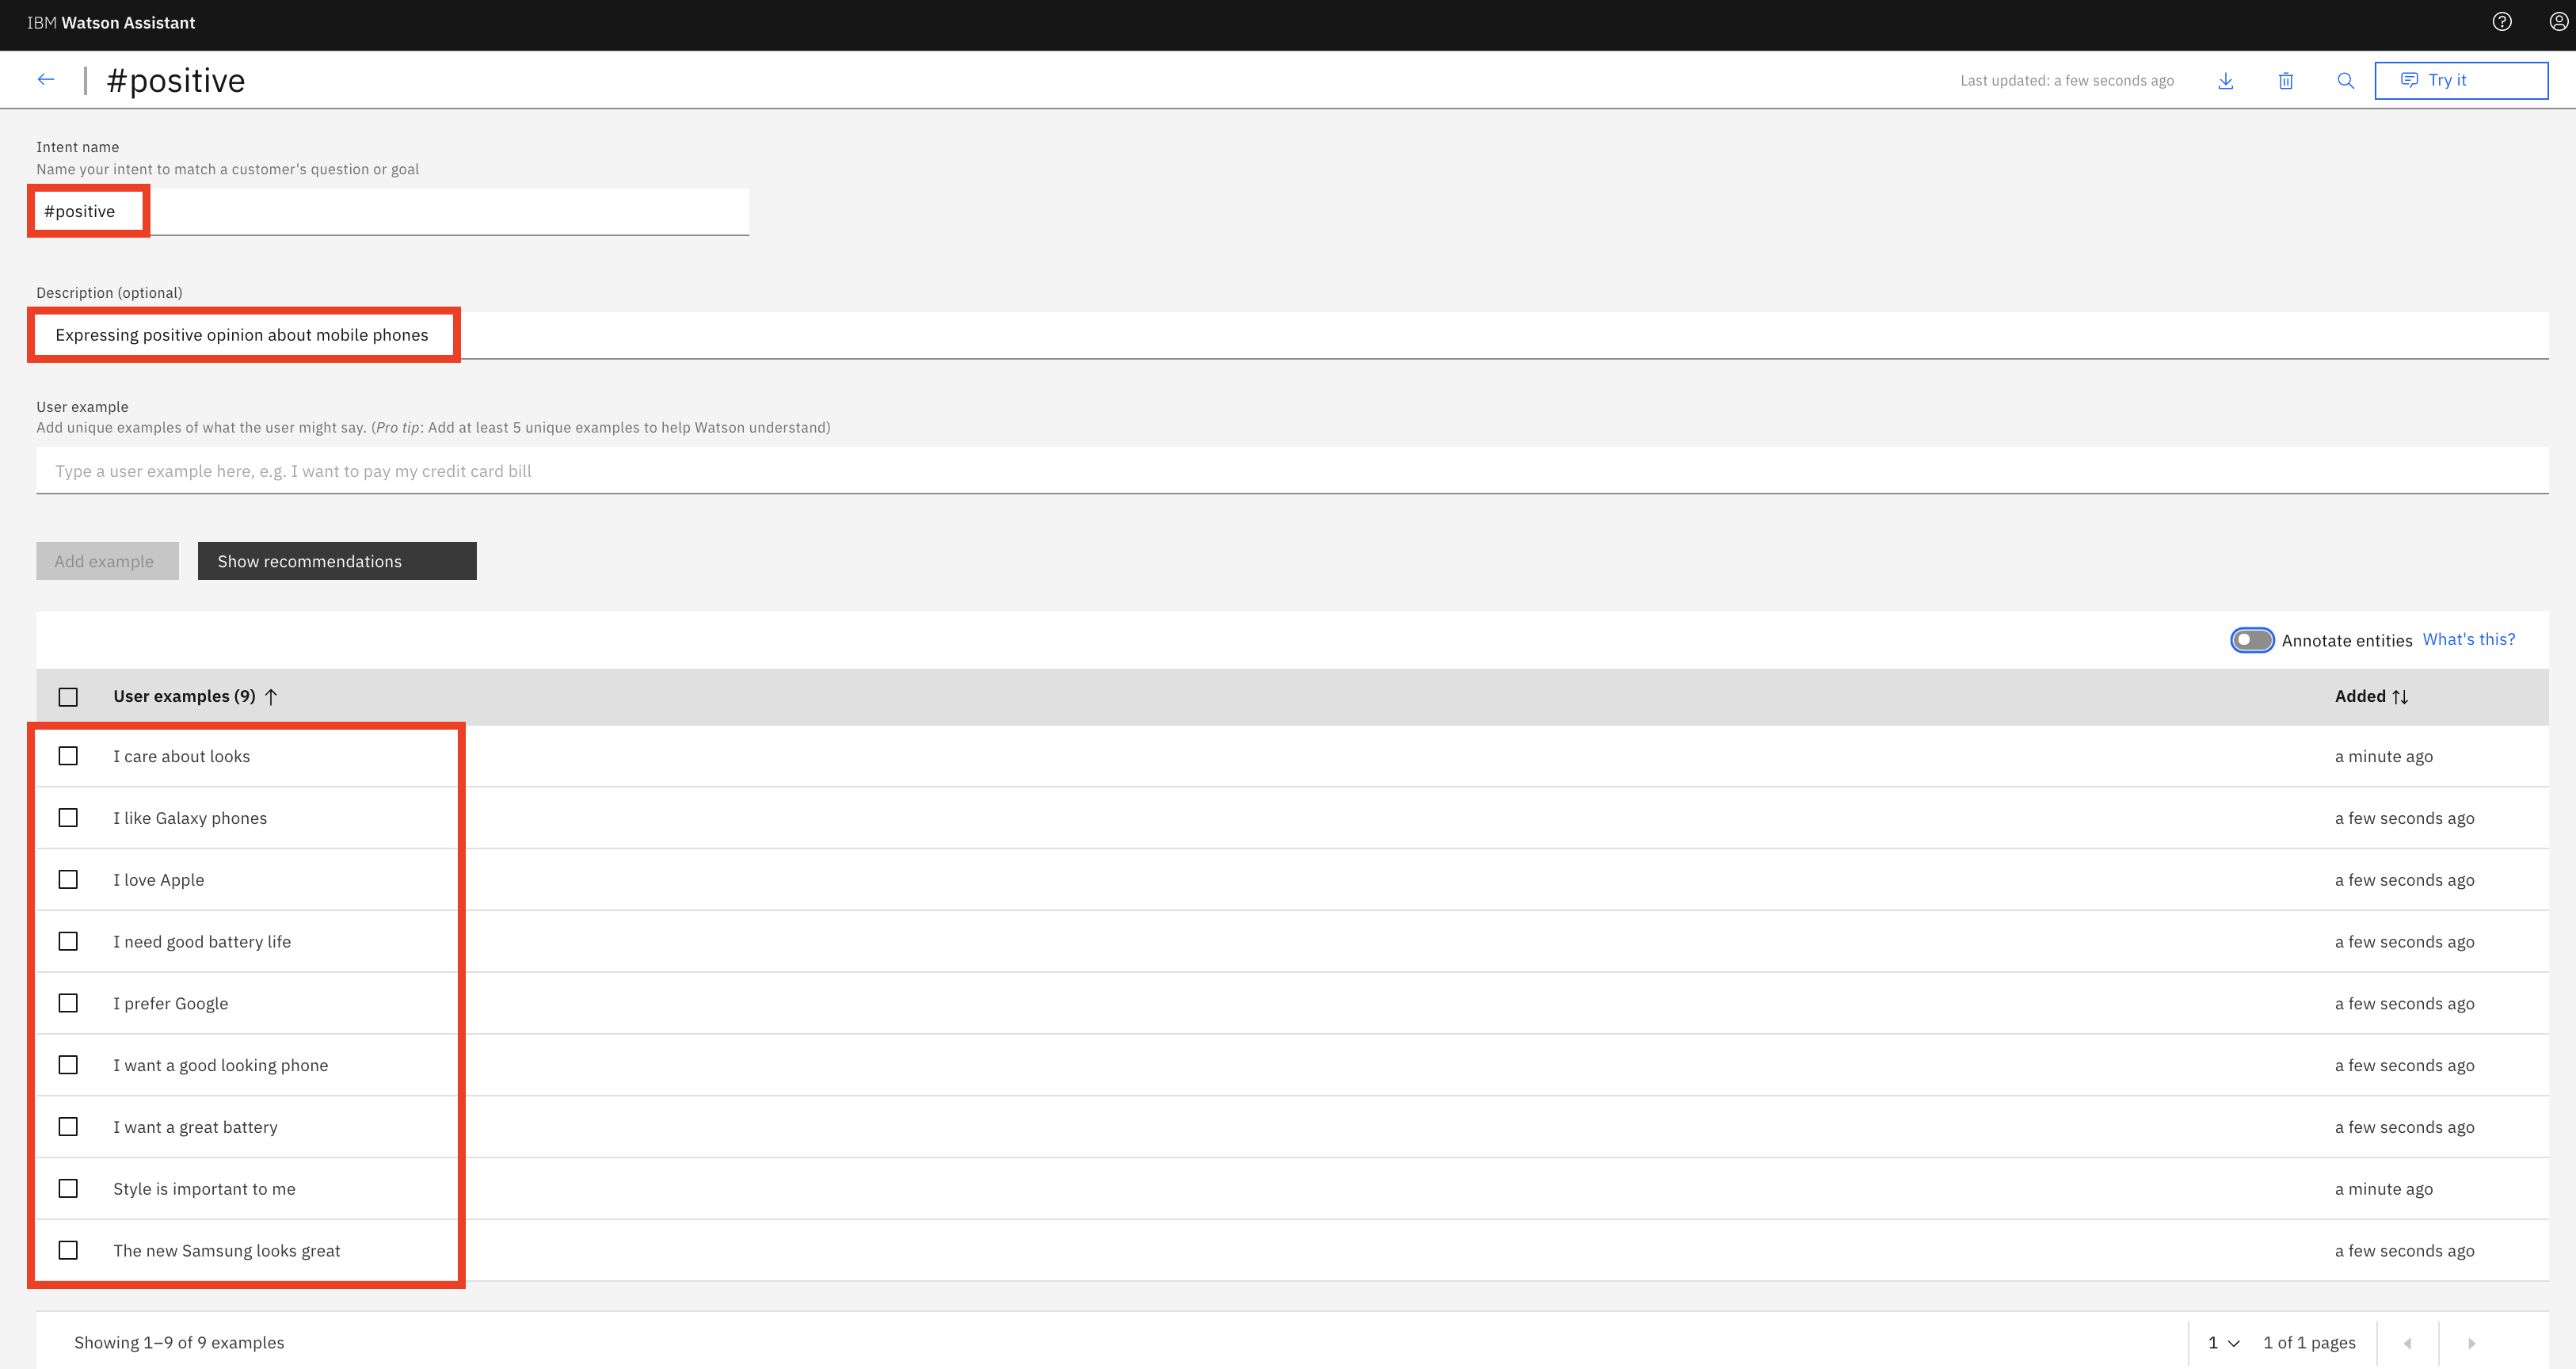 IBM Watson Assistant
#positive
Last updated: a few seconds ago
Try it
Intent name
Name your intent to match a customer's question or goal
#positive
Description (optional)
Expressing positive opinion about mobile phones
User example
Add unique examples of what the user might say. (Pro tip: Add at least 5 unique examples to help Watson understand)
Type a user example here, e.g. I want to pay my credit card bill
Add example
Show recommendations
Annotate entities What's this?
User examples (9) Added
I care about looks a minute ago
I like Galaxy phones a few seconds ago
I love Apple a few seconds ago
I need good battery life a few seconds ago
I prefer Google a few seconds ago
I want a good looking phone a few seconds ago
I want a great battery a few seconds ago
Style is important to me a minute ago
The new Samsung looks great a few seconds ago
Showing 1–9 of 9 examples 1 1 of 1 pages